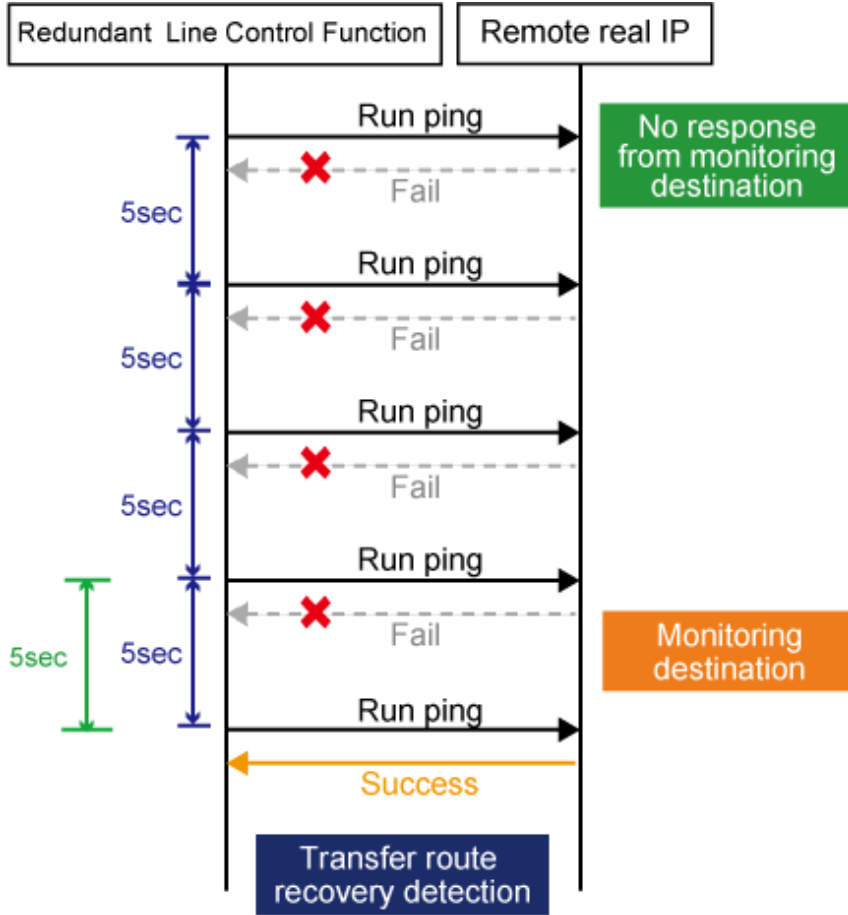 Redundant Line Control Function
Remote real IP
Run ping
No response
from monitoring
destination
Fail
5sec
Run ping
Fail
5sec
Run ping
Fail
5sec
Run ping
Fail
Monitoring
destination
5sec
5sec
Run ping
Success
Transfer route
recovery detection